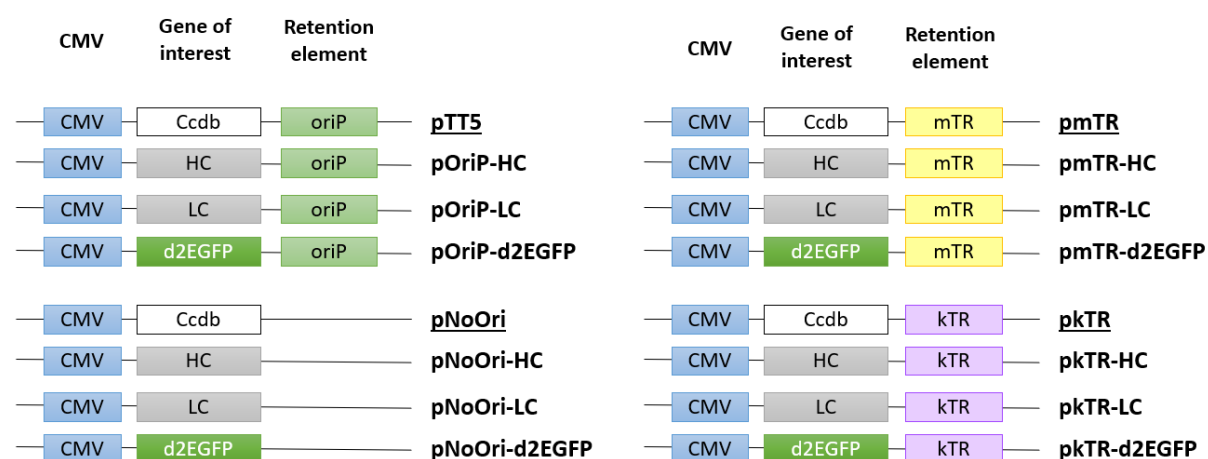 CMV Gene of interest Retention element
CMV Ccdb oriP pTT5
CMV HC oriP pOriP-HC
CMV LC oriP pOriP-LC
CMV d2EGFP oriP pOriP-d2EGFP
CMV Ccdb pNoOri
CMV HC pNoOri-HC
CMV LC pNoOri-LC
CMV d2EGFP pNoOri-d2EGFP
CMV Gene of interest Retention element
CMV Ccdb mTR pmTR
CMV HC mTR pmTR-HC
CMV LC mTR pmTR-LC
CMV d2EGFP mTR pmTR-d2EGFP
CMV Ccdb kTR pkTR
CMV HC kTR pkTR-HC
CMV LC kTR pkTR-LC
CMV d2EGFP kTR pkTR-d2EGFP